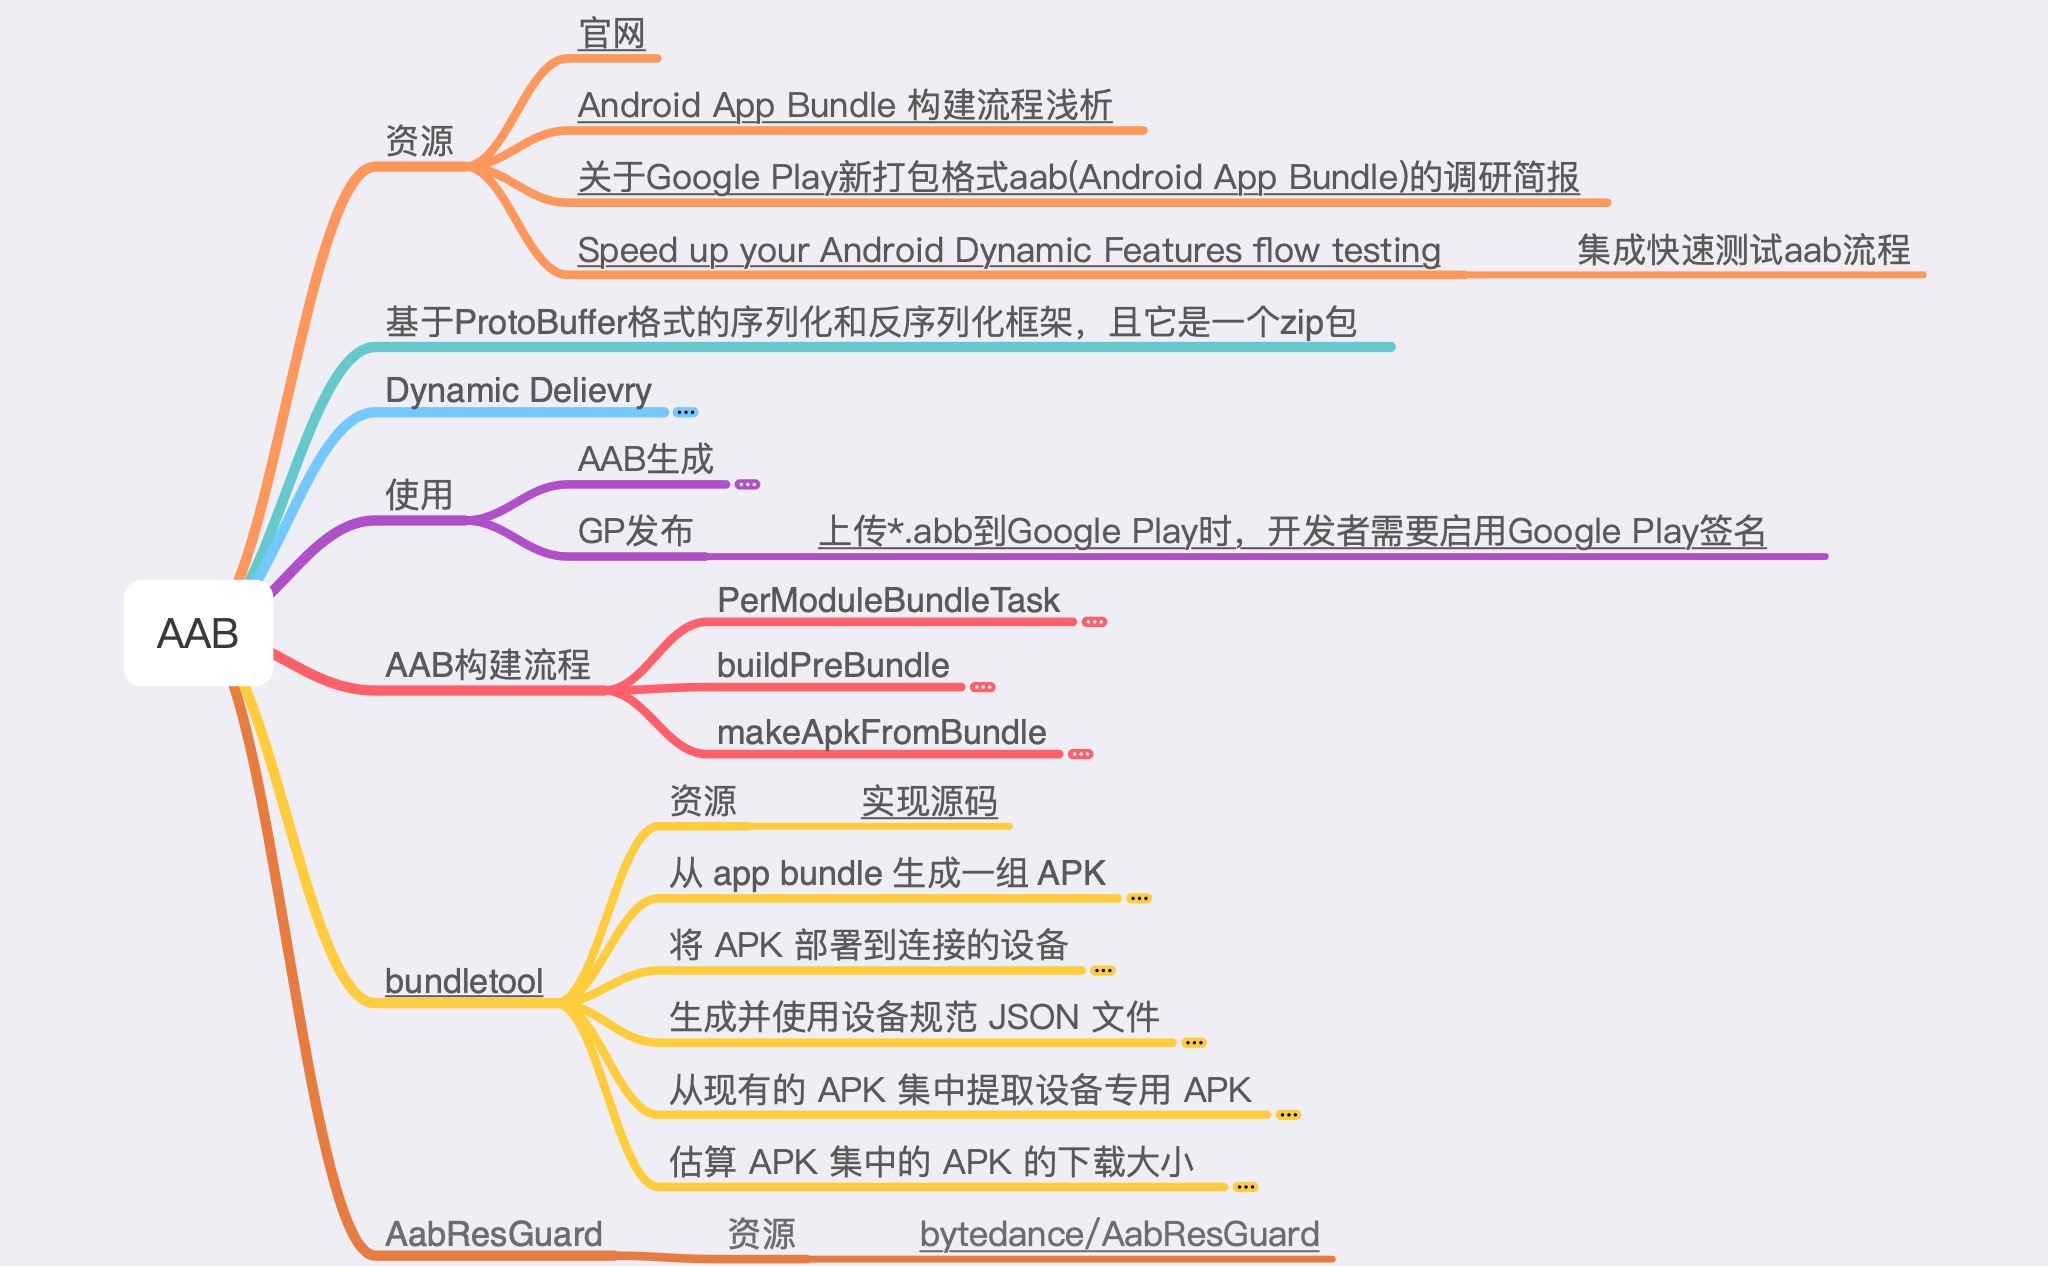 官网
Android App Bundle 构建流程浅析
资源
关于Google Play新打包格式aab(Android App Bundle)的调研简报
Speed up your Android Dynamic Features flow testing
集成快速测试aab流程
基于ProtoBuffer格式的序列化和反序列化框架，且它是一个zip包
Dynamic Delievry
使用
AAB生成
GP发布
上传*.abb到Google Play时，开发者需要启用Google Play签名
AAB
AAB构建流程
PerModuleBundleTask
buildPreBundle
makeApkFromBundle
bundletool
资源
实现源码
从 app bundle 生成一组 APK
将 APK 部署到连接的设备
生成并使用设备规范 JSON 文件
从现有的 APK 集中提取设备专用 APK
估算 APK 集中的 APK 的下载大小
AabResGuard
资源
bytedance/AabResGuard